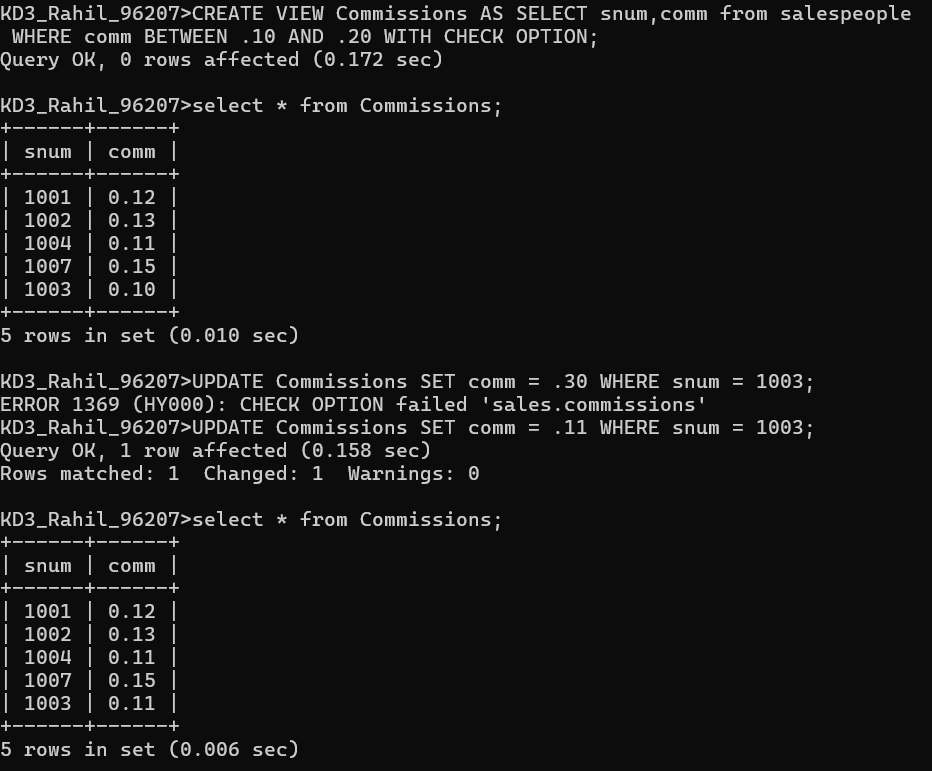 KD3_Rahil_96207>CREATE VIEW Commissions AS SELECT snum,comm from salespeople
 WHERE comm BETWEEN .10 AND .20 WITH CHECK OPTION;
Query OK, 0 rows affected (0.172 sec)

KD3_Rahil_96207>select * from Commissions;
+------+------+
| snum | comm |
+------+------+
| 1001 | 0.12 |
| 1002 | 0.13 |
| 1004 | 0.11 |
| 1007 | 0.15 |
| 1003 | 0.10 |
+------+------+
5 rows in set (0.010 sec)

KD3_Rahil_96207>UPDATE Commissions SET comm = .30 WHERE snum = 1003;
ERROR 1369 (HY000): CHECK OPTION failed 'sales.commissions'
KD3_Rahil_96207>UPDATE Commissions SET comm = .11 WHERE snum = 1003;
Query OK, 1 row affected (0.158 sec)
Rows matched: 1  Changed: 1  Warnings: 0

KD3_Rahil_96207>select * from Commissions;
+------+------+
| snum | comm |
+------+------+
| 1001 | 0.12 |
| 1002 | 0.13 |
| 1004 | 0.11 |
| 1007 | 0.15 |
| 1003 | 0.11 |
+------+------+
5 rows in set (0.006 sec)